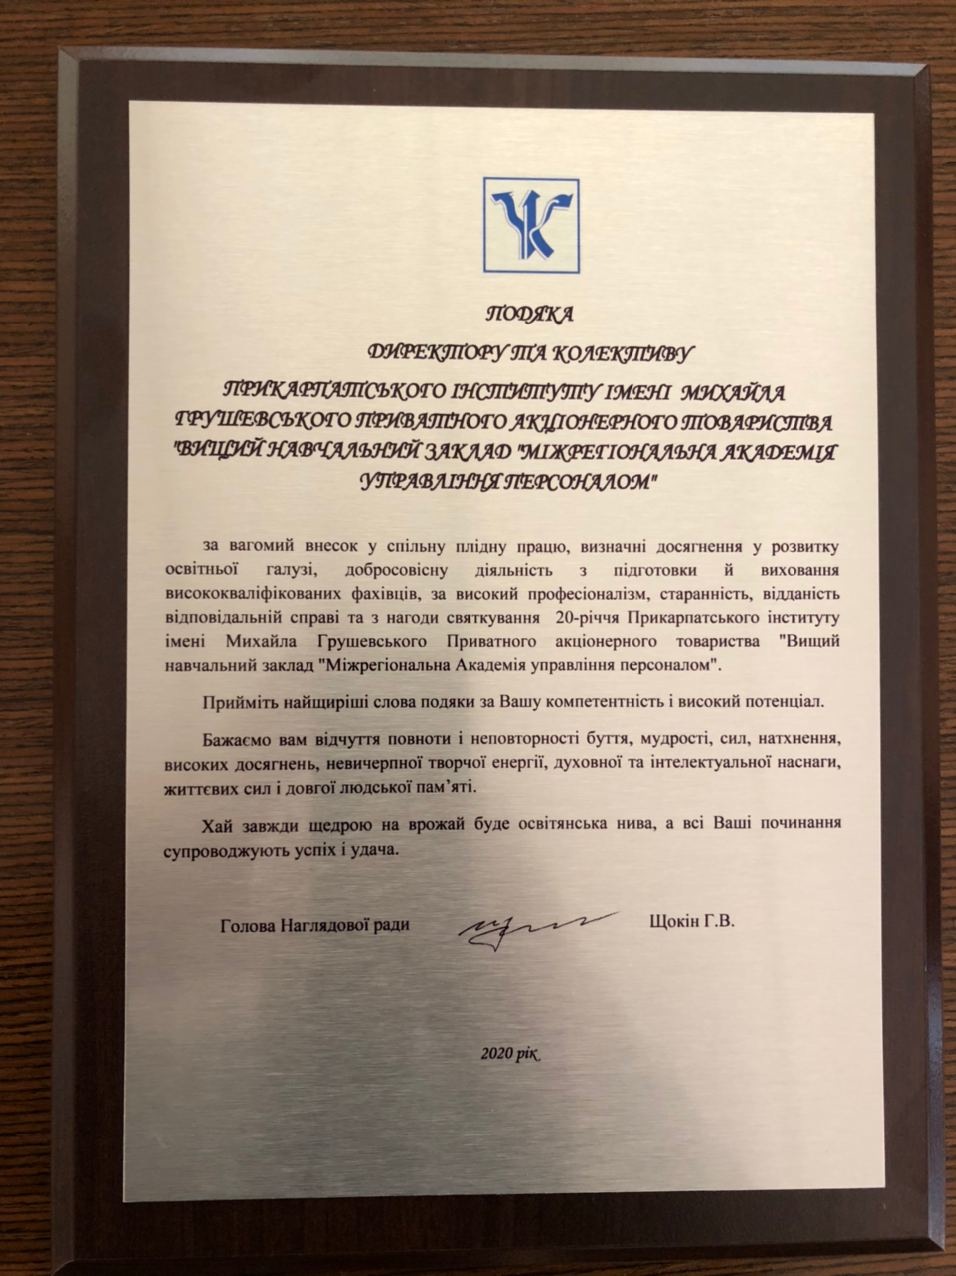 ПОДЯКА
ДИРЕКТОРУ ТА КОЛЕКТИВУ
ПРИКАРПАТСЬКОГО ІНСТИТУТУ ІМЕНІ МИХАЙЛА
ГРУШЕВСЬКОГО ПРИВАТНОГО АКЦІОНЕРНОГО ТОВАРИСТВА
"ВИЩИЙ НАВЧАЛЬНИЙ ЗАКЛАД "МІЖРЕГІОНАЛЬНА АКАДЕМІЯ
УПРАВЛІННЯ ПЕРСОНАЛОМ"
за вагомий внесок у спільну плідну працю, визначні досягнення у розвитку
освітньої галузі, добросовісну діяльність з підготовки й виховання
висококваліфікованих фахівців, за високий професіоналізм, старанність, відданість
відповідальній справі та з нагоди святкування 20-річчя Прикарпатського інституту
імені Михайла Грушевського Приватного акціонерного товариства "Вищий
навчальний заклад "Міжрегіональна Академія управління персоналом".
Прийміть найщиріші слова подяки за Вашу компетентність і високий потенціал.
Бажаємо вам відчуття повноти і неповторності буття, мудрості, сил, натхнення,
високих досягнень, невичерпної творчої енергії, духовної та інтелектуальної наснаги,
життєвих сил і довгої людської пам’яті.
Хай завжди щедрою на врожай буде освітянська нива, а всі Ваші починання
супроводжують успіх і удача.
Голова Наглядової ради Щокін Г.В.
2020 рік